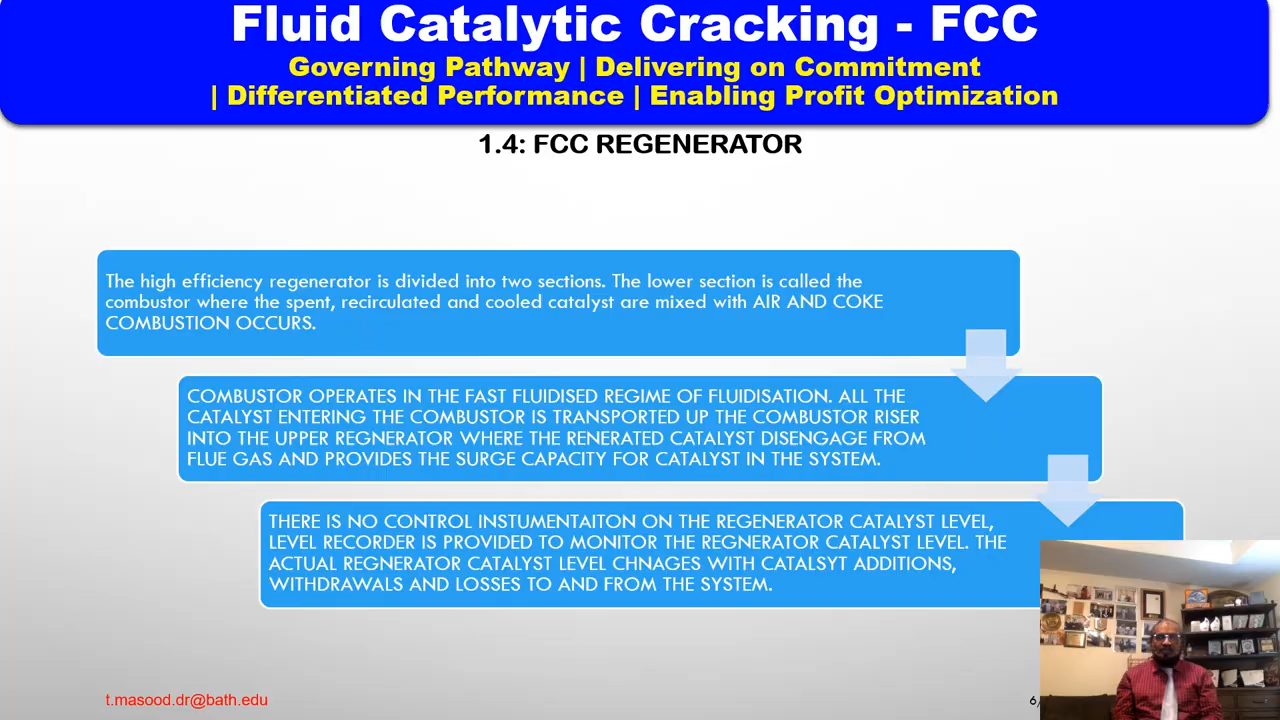 Fluid Catalytic Cracking - FCC
Governing Pathway | Delivering on Commitment
| Differentiated Performance | Enabling Profit Optimization
1.4: FCC REGENERATOR
The high efficiency regenerator is divided into two sections. The lower section is called the
combustor where the spent, recirculated and cooled catalyst are mixed with AIR AND COKE
COMBUSTION OCCURS.
COMBUSTOR OPERATES IN THE FAST FLUIDISED REGIME OF FLUIDISATION. ALL THE
CATALYST ENTERING THE COMBUSTOR IS TRANSPORTED UP THE COMBUSTOR RISER
INTO THE UPPER REGNERATOR WHERE THE RENERATED CATALYST DISENGAGE FROM
FLUE GAS AND PROVIDES THE SURGE CAPACITY FOR CATALYST IN THE SYSTEM.
THERE IS NO CONTROL INSTUMENTAITON ON THE REGENERATOR CATALYST LEVEL,
LEVEL RECORDER IS PROVIDED TO MONITOR THE REGNERATOR CATALYST LEVEL. THE
ACTUAL REGNERATOR CATALYST LEVEL CHNAGES WITH CATALSYT ADDITIONS,
WITHDRAWALS AND LOSSES TO AND FROM THE SYSTEM.
t.masood.dr@bath.edu